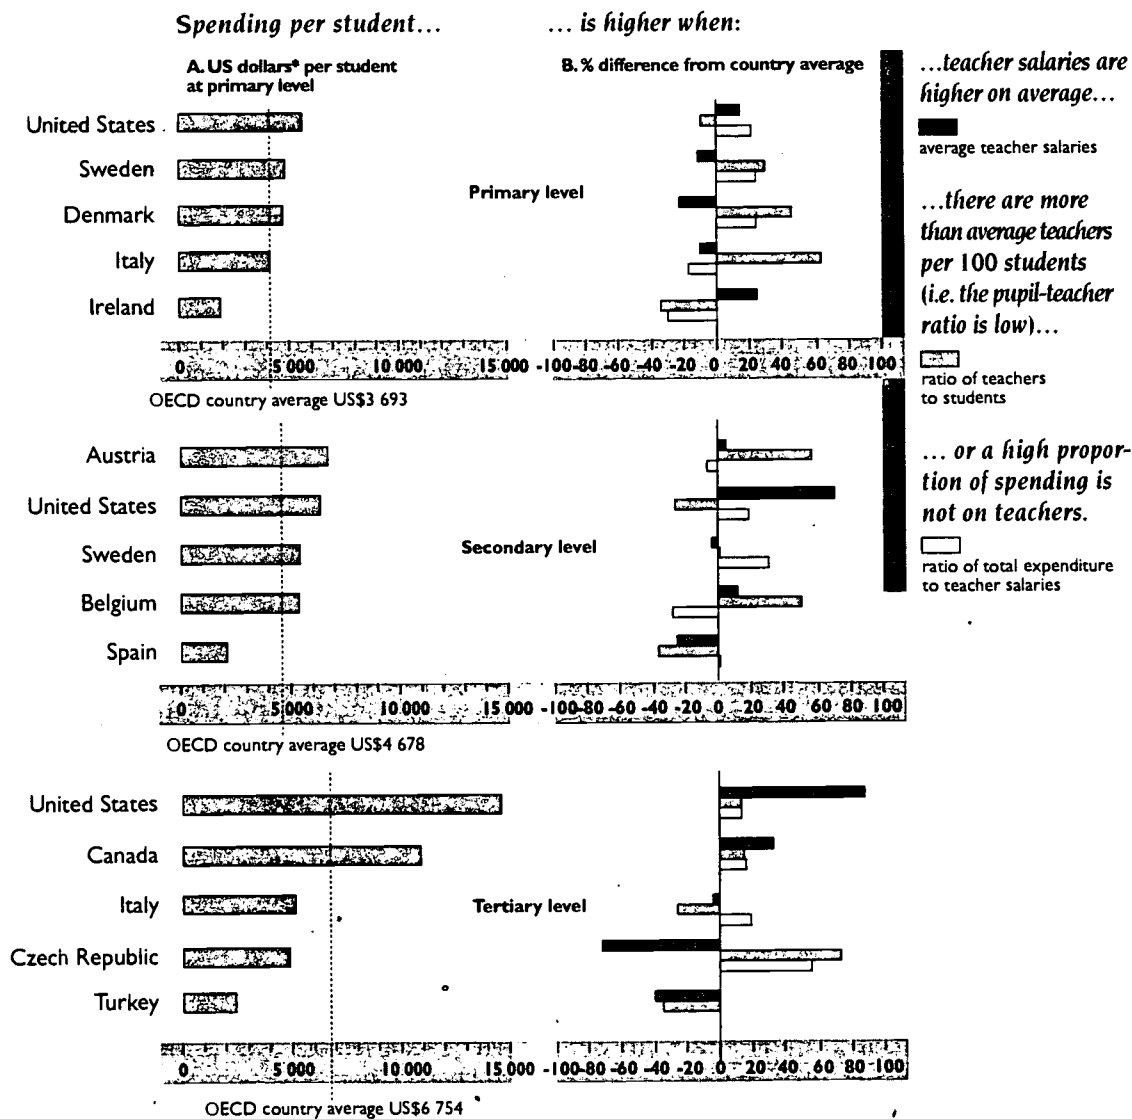 Spending per student...
... is higher when:
A. US dollars* per student
at primary level
B. % difference from country average
United States
Sweden
Denmark
Italy
Ireland
Primary level
0 5 000 10 000 15 000
-100 -80 -60 -40 -20 0 20 40 60 80 100
OECD country average US$3 693
Austria
United States
Sweden
Belgium
Spain
Secondary level
0 5 000 10 000 15 000
-100 -80 -60 -40 -20 0 20 40 60 80 100
OECD country average US$4 678
United States
Canada
Italy
Czech Republic
Turkey
Tertiary level
0 5 000 10 000 15 000
-100 -80 -60 -40 -20 0 20 40 60 80 100
OECD country average US$6 754
...teacher salaries are
higher on average...
average teacher salaries
...there are more
than average teachers
per 100 students
(i.e. the pupil-teacher
ratio is low)...
ratio of teachers
to students
... or a high propor-
tion of spending is
not on teachers.
ratio of total expenditure
to teacher salaries